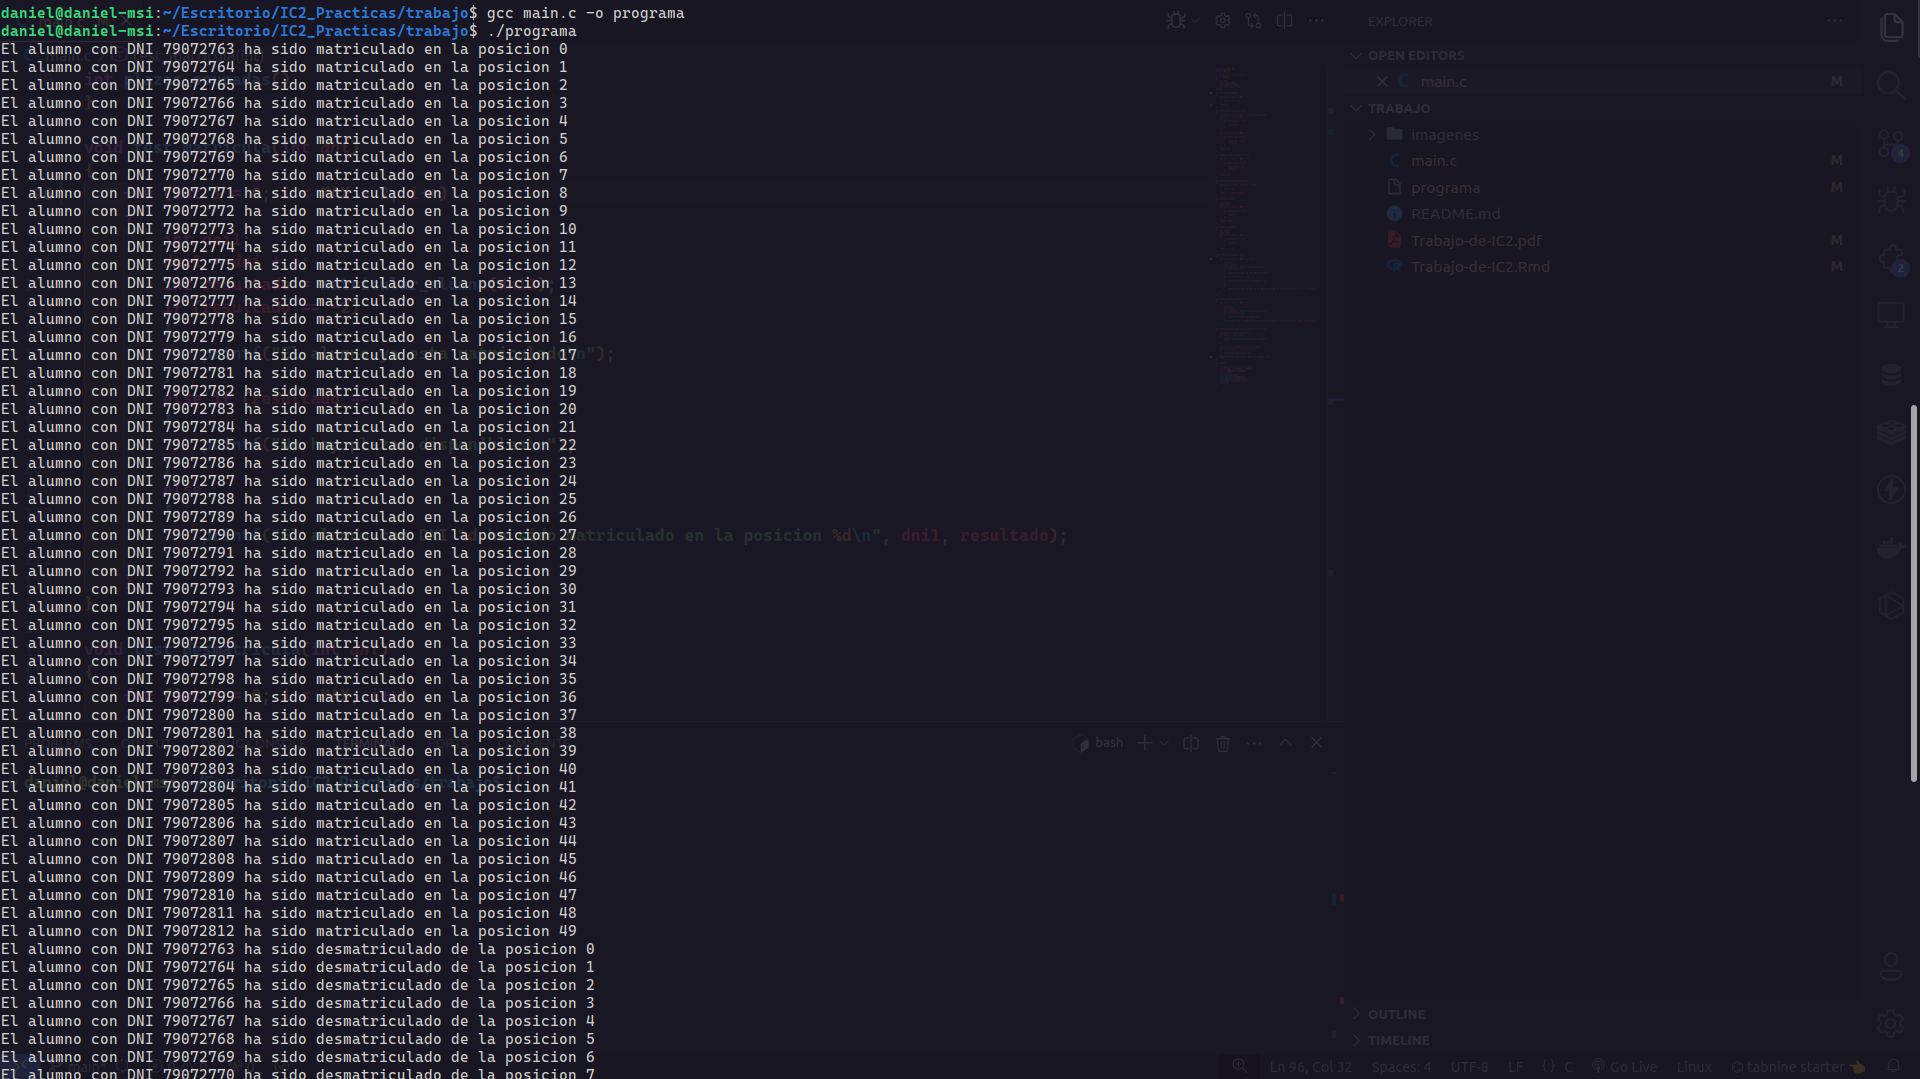 daniel@daniel-msi:~/Escritorio/IC2_Practicas/trabajo$ gcc main.c -o programa
daniel@daniel-msi:~/Escritorio/IC2_Practicas/trabajo$ ./programa
El alumno con DNI 79072763 ha sido matriculado en la posicion 0
El alumno con DNI 79072764 ha sido matriculado en la posicion 1
El alumno con DNI 79072765 ha sido matriculado en la posicion 2
El alumno con DNI 79072766 ha sido matriculado en la posicion 3
El alumno con DNI 79072767 ha sido matriculado en la posicion 4
El alumno con DNI 79072768 ha sido matriculado en la posicion 5
El alumno con DNI 79072769 ha sido matriculado en la posicion 6
El alumno con DNI 79072770 ha sido matriculado en la posicion 7
El alumno con DNI 79072771 ha sido matriculado en la posicion 8
El alumno con DNI 79072772 ha sido matriculado en la posicion 9
El alumno con DNI 79072773 ha sido matriculado en la posicion 10
El alumno con DNI 79072774 ha sido matriculado en la posicion 11
El alumno con DNI 79072775 ha sido matriculado en la posicion 12
El alumno con DNI 79072776 ha sido matriculado en la posicion 13
El alumno con DNI 79072777 ha sido matriculado en la posicion 14
El alumno con DNI 79072778 ha sido matriculado en la posicion 15
El alumno con DNI 79072779 ha sido matriculado en la posicion 16
El alumno con DNI 79072780 ha sido matriculado en la posicion 17
El alumno con DNI 79072781 ha sido matriculado en la posicion 18
El alumno con DNI 79072782 ha sido matriculado en la posicion 19
El alumno con DNI 79072783 ha sido matriculado en la posicion 20
El alumno con DNI 79072784 ha sido matriculado en la posicion 21
El alumno con DNI 79072785 ha sido matriculado en la posicion 22
El alumno con DNI 79072786 ha sido matriculado en la posicion 23
El alumno con DNI 79072787 ha sido matriculado en la posicion 24
El alumno con DNI 79072788 ha sido matriculado en la posicion 25
El alumno con DNI 79072789 ha sido matriculado en la posicion 26
El alumno con DNI 79072790 ha sido matriculado en la posicion 27
El alumno con DNI 79072791 ha sido matriculado en la posicion 28
El alumno con DNI 79072792 ha sido matriculado en la posicion 29
El alumno con DNI 79072793 ha sido matriculado en la posicion 30
El alumno con DNI 79072794 ha sido matriculado en la posicion 31
El alumno con DNI 79072795 ha sido matriculado en la posicion 32
El alumno con DNI 79072796 ha sido matriculado en la posicion 33
El alumno con DNI 79072797 ha sido matriculado en la posicion 34
El alumno con DNI 79072798 ha sido matriculado en la posicion 35
El alumno con DNI 79072799 ha sido matriculado en la posicion 36
El alumno con DNI 79072800 ha sido matriculado en la posicion 37
El alumno con DNI 79072801 ha sido matriculado en la posicion 38
El alumno con DNI 79072802 ha sido matriculado en la posicion 39
El alumno con DNI 79072803 ha sido matriculado en la posicion 40
El alumno con DNI 79072804 ha sido matriculado en la posicion 41
El alumno con DNI 79072805 ha sido matriculado en la posicion 42
El alumno con DNI 79072806 ha sido matriculado en la posicion 43
El alumno con DNI 79072807 ha sido matriculado en la posicion 44
El alumno con DNI 79072808 ha sido matriculado en la posicion 45
El alumno con DNI 79072809 ha sido matriculado en la posicion 46
El alumno con DNI 79072810 ha sido matriculado en la posicion 47
El alumno con DNI 79072811 ha sido matriculado en la posicion 48
El alumno con DNI 79072812 ha sido matriculado en la posicion 49
El alumno con DNI 79072763 ha sido desmatriculado de la posicion 0
El alumno con DNI 79072764 ha sido desmatriculado de la posicion 1
El alumno con DNI 79072765 ha sido desmatriculado de la posicion 2
El alumno con DNI 79072766 ha sido desmatriculado de la posicion 3
El alumno con DNI 79072767 ha sido desmatriculado de la posicion 4
El alumno con DNI 79072768 ha sido desmatriculado de la posicion 5
El alumno con DNI 79072769 ha sido desmatriculado de la posicion 6
El alumno con DNI 79072770 ha sido desmatriculado de la posicion 7
matriculado en la posicion %d\n", dni1, resultado);
bash
EXPLORER
OPEN EDITORS
main.c M
TRABAJO
imagenes
main.c M
programa M
README.md
Trabajo-de-IC2.pdf M
Trabajo-de-IC2.Rmd M
4
2
OUTLINE
TIMELINE
Ln 96, Col 32 Spaces: 4 UTF-8 LF {} C Go Live Linux tabnine starter